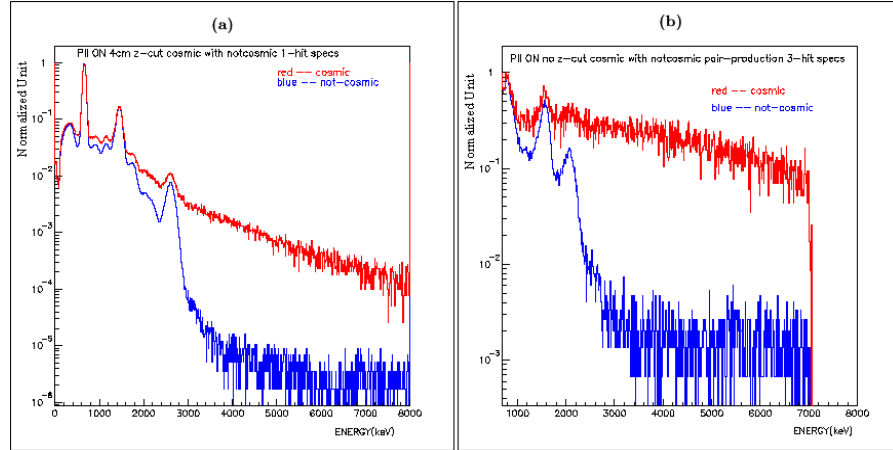 (a)
PII ON 4cm z-cut cosmic with notcosmic 1-hit specs
red —— cosmic
blue —— not-cosmic
Normalized Unit
1
10⁻¹
10⁻²
10⁻³
10⁻⁴
10⁻⁵
10⁻⁶
0 1000 2000 3000 4000 5000 6000 7000 8000
ENERGY(keV)
(b)
PII ON no z-cut cosmic with notcosmic pair-production 3-hit specs
red —— cosmic
blue —— not-cosmic
Normalized Unit
1
10⁻¹
10⁻²
10⁻³
1000 2000 3000 4000 5000 6000 7000 8000
ENERGY(keV)